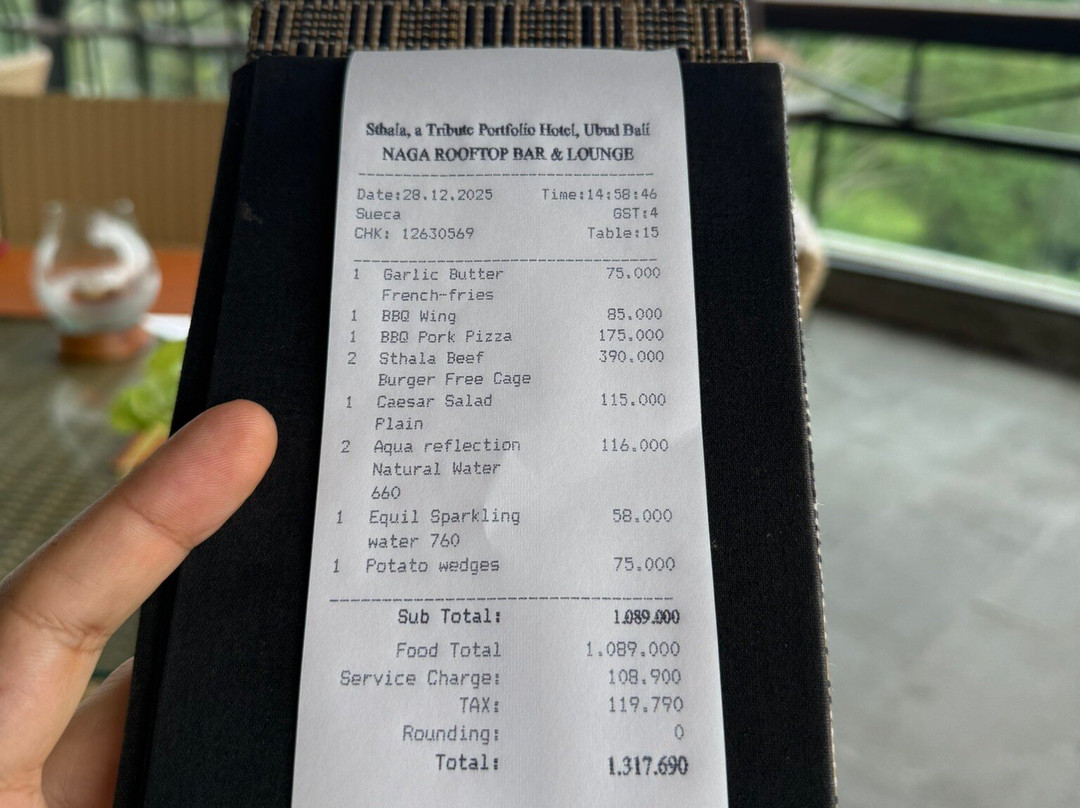 Sthala, a Tribute Portfolio Hotel, Ubud Bali
NAGA ROOFTOP BAR & LOUNGE
Date:28.12.2025 Time:14:58:46
Sueca GST:4
CHK: 12630569 Table:15
1 Garlic Butter 75.000
French-fries
1 BBQ Wing 85.000
1 BBQ Pork Pizza 175.000
2 Sthala Beef 390.000
Burger Free Cage
1 Caesar Salad 115.000
Plain
2 Aqua reflection 116.000
Natural Water
660
1 Equil Sparkling 58.000
water 760
1 Potato wedges 75.000
Sub Total: 1.089.000
Food Total 1.089.000
Service Charge: 108.900
TAX: 119.790
Rounding: 0
Total: 1.317.690